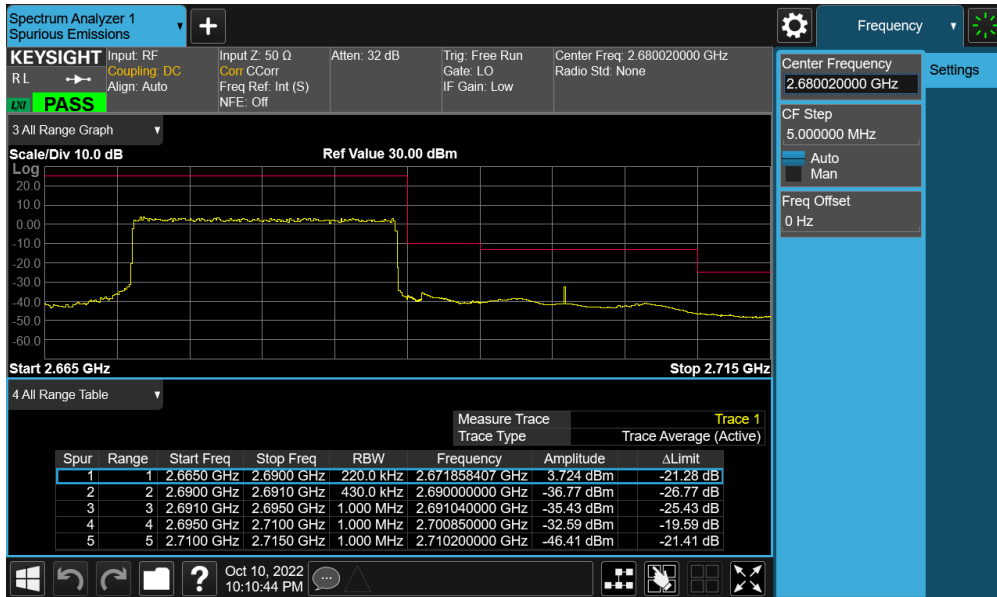 Spectrum Analyzer 1
Spurious Emissions
+
Frequency
KEYSIGHT
R L
LXI PASS
Input: RF
Coupling: DC
Align: Auto
Input Z: 50 Ω
Corr CCorr
Freq Ref: Int (S)
NFE: Off
Atten: 32 dB
Trig: Free Run
Gate: LO
IF Gain: Low
Center Freq: 2.680020000 GHz
Radio Std: None
3 All Range Graph
Scale/Div 10.0 dB Ref Value 30.00 dBm
Log
20.0
10.0
0.00
-10.0
-20.0
-30.0
-40.0
-50.0
-60.0
Start 2.665 GHz Stop 2.715 GHz
4 All Range Table
Measure Trace Trace 1
Trace Type Trace Average (Active)
Spur Range Start Freq Stop Freq RBW Frequency Amplitude ΔLimit
1 1 2.6650 GHz 2.6900 GHz 220.0 kHz 2.671858407 GHz 3.724 dBm -21.28 dB
2 2 2.6900 GHz 2.6910 GHz 430.0 kHz 2.690000000 GHz -36.77 dBm -26.77 dB
3 3 2.6910 GHz 2.6950 GHz 1.000 MHz 2.691040000 GHz -35.43 dBm -25.43 dB
4 4 2.6950 GHz 2.7100 GHz 1.000 MHz 2.700850000 GHz -32.59 dBm -19.59 dB
5 5 2.7100 GHz 2.7150 GHz 1.000 MHz 2.710200000 GHz -46.41 dBm -21.41 dB
?
Oct 10, 2022
10:10:44 PM
Center Frequency
2.680020000 GHz
CF Step
5.000000 MHz
Auto
Man
Freq Offset
0 Hz
Settings